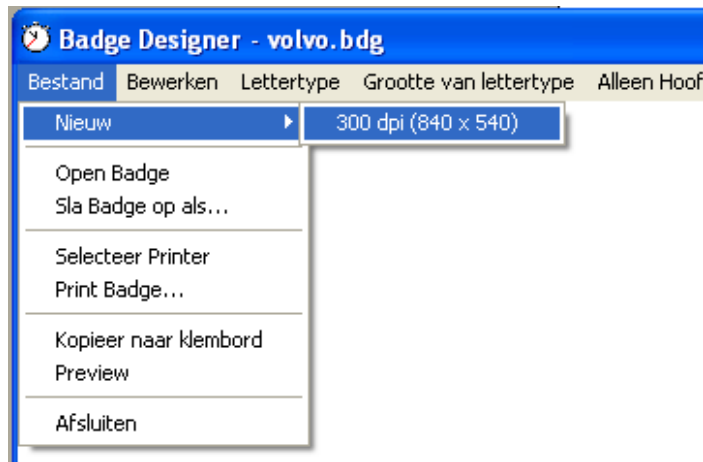 Badge Designer - volvo.bdg
Bestand Bewerken Lettertype Grootte van lettertype Alleen Hoof
Nieuw 300 dpi (840 x 540)
Open Badge
Sla Badge op als...
Selecteer Printer
Print Badge...
Kopieer naar klembord
Preview
Afsluiten